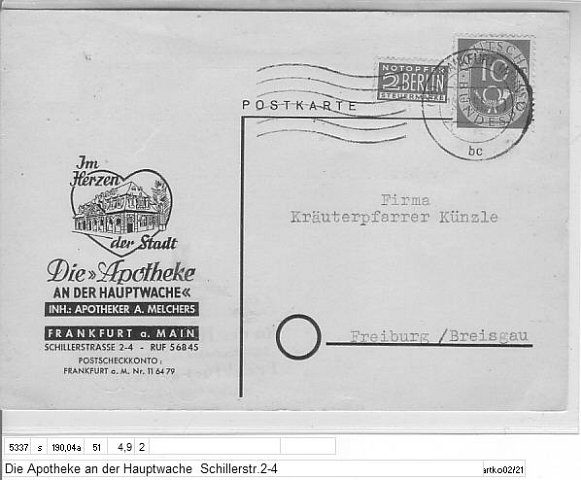 NOTOPFER
2 BERLIN
STEUERMARKE
10
DEUTSCHE BUNDESPOST
bc
POSTKARTE
Im
Herzen
der Stadt
Die »Apotheke
AN DER HAUPTWACHE«
INH.: APOTHEKER A. MELCHERS
FRANKFURT a. MAIN
SCHILLERSTRASSE 2-4 - RUF 56845
POSTSCHECKKONTO:
FRANKFURT a. M. Nr. 116479
Firma
Kräuterpfarrer Künzle
Freiburg /Breisgau
5337 s 190,04a 51 4,9 2
Die Apotheke an der Hauptwache Schillerstr.2-4
artko02/21